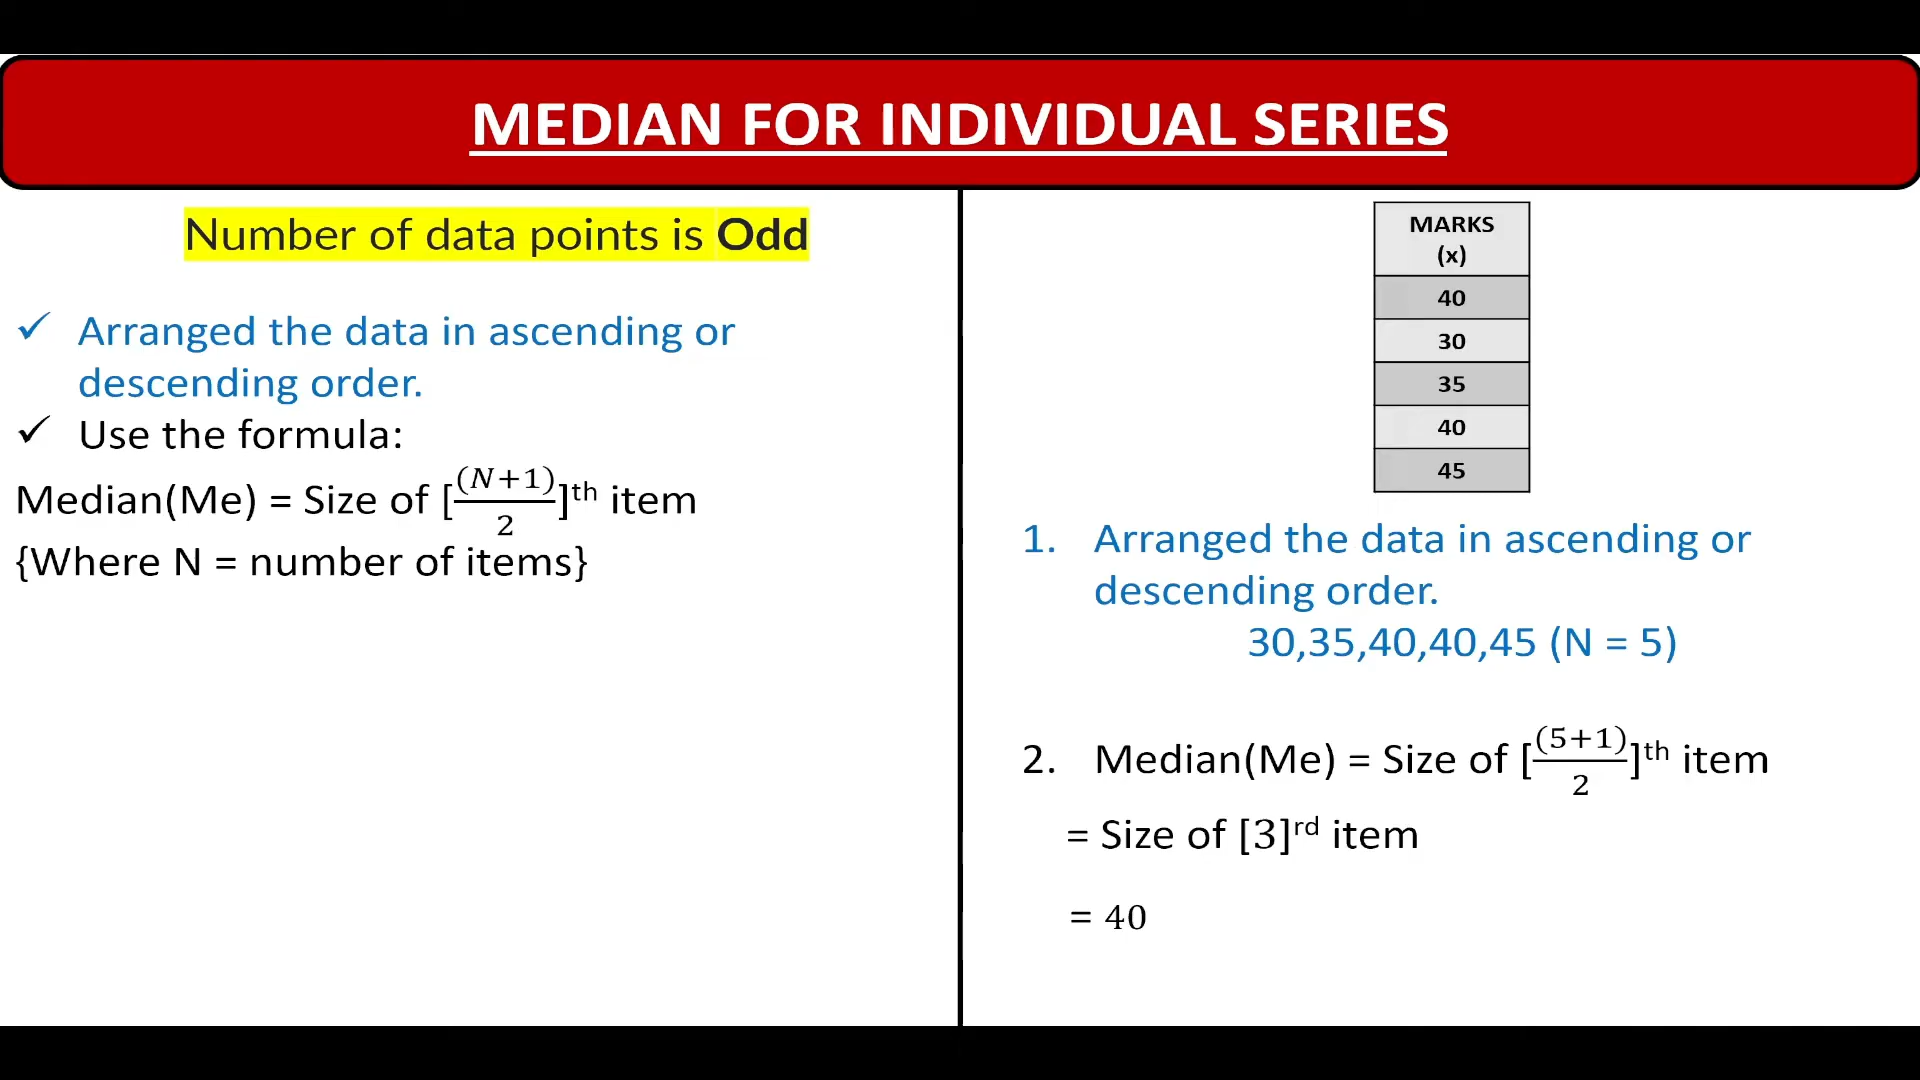 MEDIAN FOR INDIVIDUAL SERIES
Number of data points is Odd
✓ Arranged the data in ascending or
descending order.
✓ Use the formula:
Median(Me) = Size of [(N+1)/2]th item
{Where N = number of items}
MARKS
(x)
40
30
35
40
45
1. Arranged the data in ascending or
descending order.
30,35,40,40,45 (N = 5)
2. Median(Me) = Size of [(5+1)/2]th item
= Size of [3]rd item
= 40